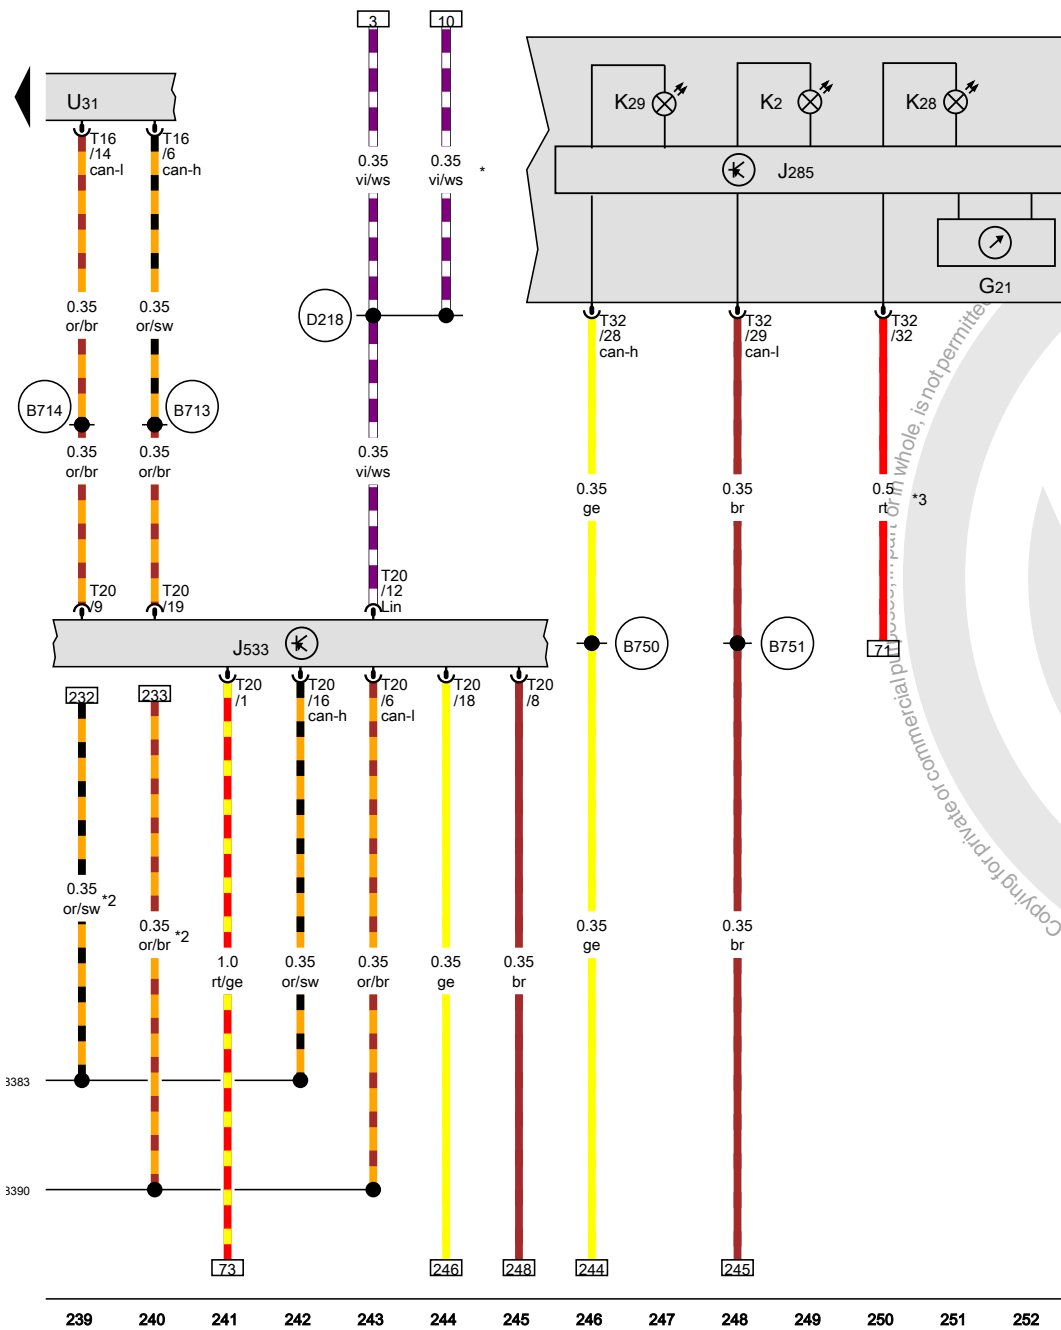 3
10
U31
T16
/14
can-l
T16
/6
can-h
K29
K2
K28
J285
G21
0.35
vi/ws
0.35
vi/ws
*
0.35
or/br
0.35
or/sw
D218
T32
/28
can-h
T32
/29
can-l
T32
/32
B714
B713
0.35
or/br
0.35
or/br
0.35
vi/ws
0.35
ge
0.35
br
0.5
rt
*3
T20
/9
T20
/19
T20
/12
Lin
J533
B750
B751
71
232
233
T20
/1
T20
/16
can-h
T20
/6
can-l
T20
/18
T20
/8
0.35
or/sw
*2
0.35
or/br
*2
1.0
rt/ge
0.35
or/sw
0.35
or/br
0.35
ge
0.35
br
0.35
ge
0.35
br
Copying for private or commercial purposes, in part or in whole, is not permitted
3383
3390
73
246
248
244
245
239 240 241 242 243 244 245 246 247 248 249 250 251 252